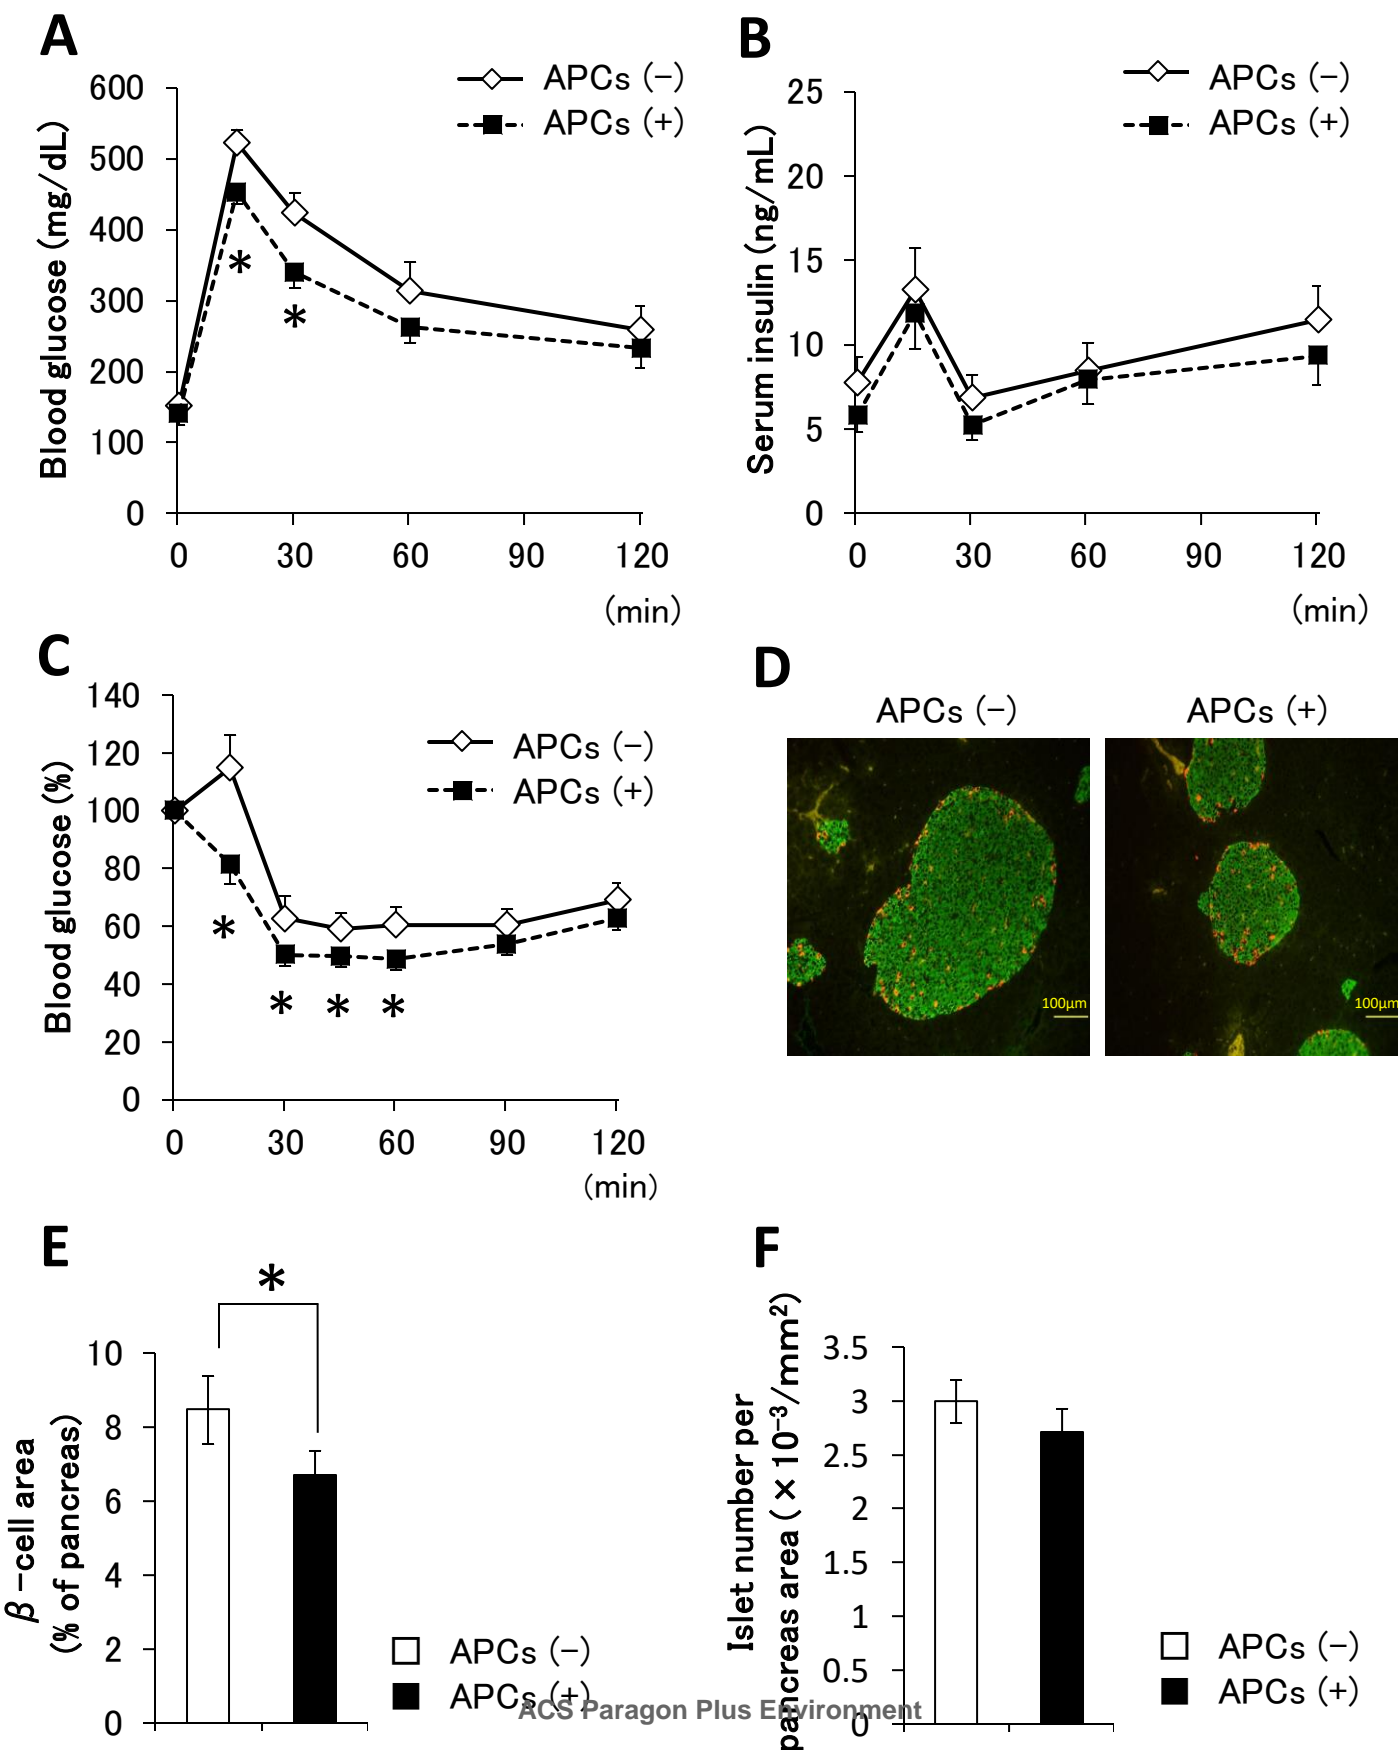 A
APCs (−)
APCs (+)
Blood glucose (mg/dL)
600
500
400
300
200
100
0
*
*
0 30 60 90 120
(min)
B
APCs (−)
APCs (+)
Serum insulin (ng/mL)
25
20
15
10
5
0
0 30 60 90 120
(min)
C
APCs (−)
APCs (+)
Blood glucose (%)
140
120
100
80
60
40
20
0
*
* * *
0 30 60 90 120
(min)
D
APCs (−) APCs (+)
100μm 100μm
E
*
β-cell area
(% of pancreas)
10
8
6
4
2
0
APCs (−)
APCs (+)
F
Islet number per
pancreas area (×10⁻³/mm²)
3.5
3
2.5
2
1.5
1
0.5
0
APCs (−)
APCs (+)
ACS Paragon Plus Environment